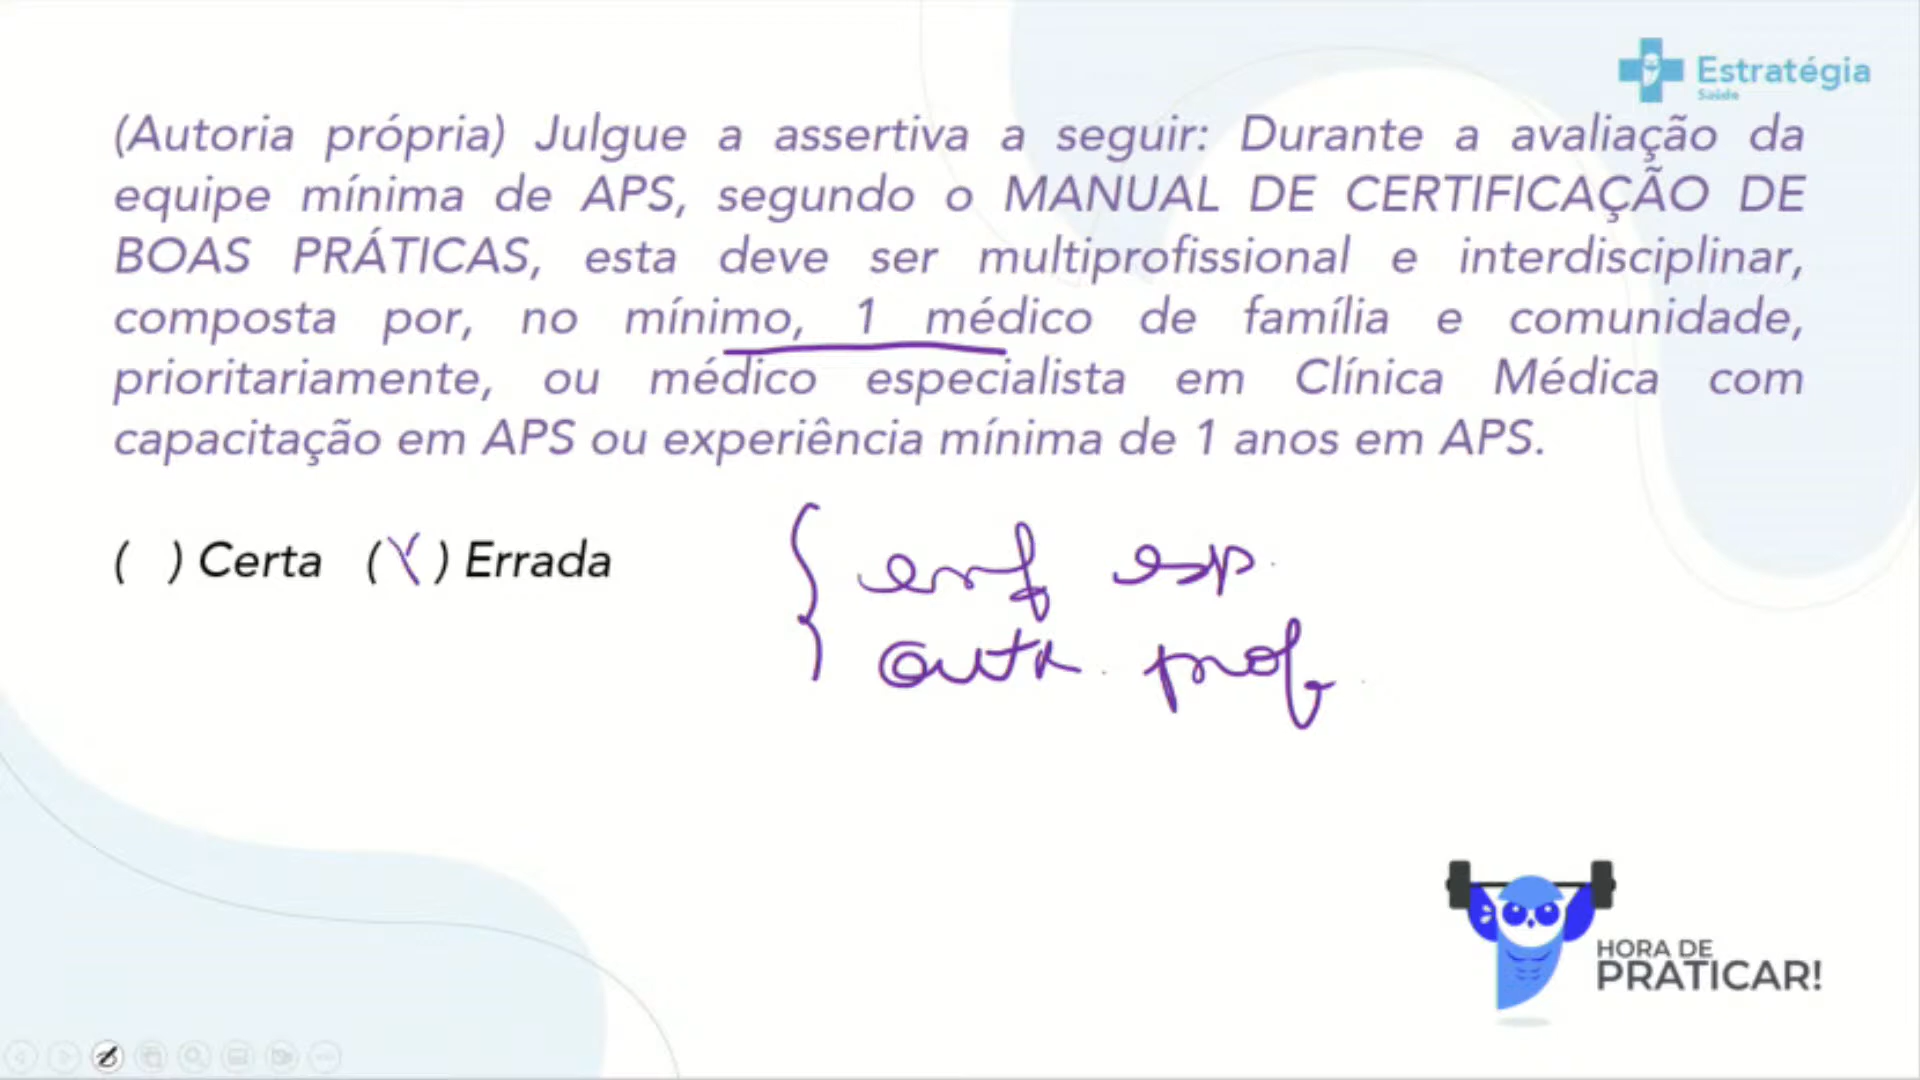 Estratégia
Saúde
(Autoria própria) Julgue a assertiva a seguir: Durante a avaliação da
equipe mínima de APS, segundo o MANUAL DE CERTIFICAÇÃO DE
BOAS PRÁTICAS, esta deve ser multiprofissional e interdisciplinar,
composta por, no mínimo, 1 médico de família e comunidade,
prioritariamente, ou médico especialista em Clínica Médica com
capacitação em APS ou experiência mínima de 1 anos em APS.
( ) Certa (X) Errada
enf esp.
outr. prof.
HORA DE
PRATICAR!